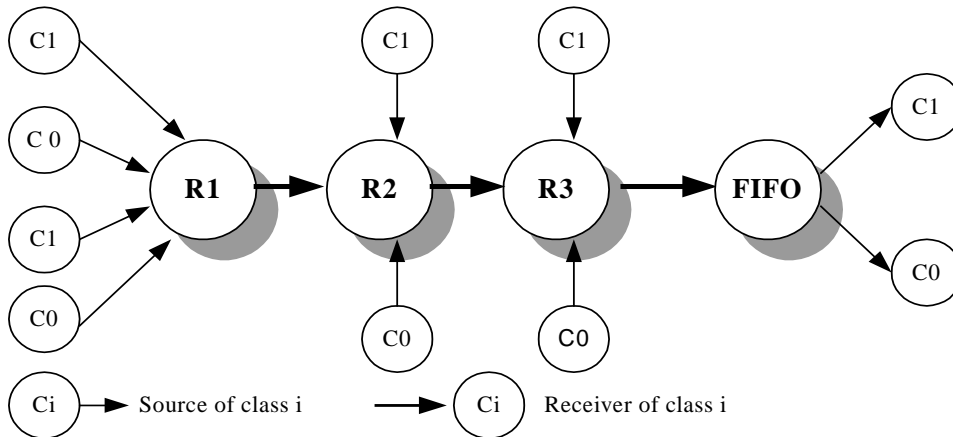 C1
C1
C1
C1
C 0
R1
R2
R3
FIFO
C1
C0
C0
C0
C0
C0
Ci
Source of class i
Ci
Receiver of class i